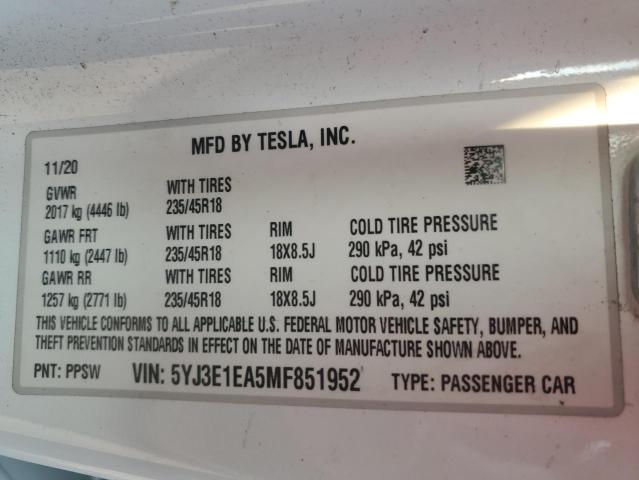 MFD BY TESLA, INC.
11/20
GVWR WITH TIRES
2017 kg (4446 lb) 235/45R18
GAWR FRT WITH TIRES RIM COLD TIRE PRESSURE
1110 kg (2447 lb) 235/45R18 18X8.5J 290 kPa, 42 psi
GAWR RR WITH TIRES RIM COLD TIRE PRESSURE
1257 kg (2771 lb) 235/45R18 18X8.5J 290 kPa, 42 psi
THIS VEHICLE CONFORMS TO ALL APPLICABLE U.S. FEDERAL MOTOR VEHICLE SAFETY, BUMPER, AND
THEFT PREVENTION STANDARDS IN EFFECT ON THE DATE OF MANUFACTURE SHOWN ABOVE.
PNT: PPSW VIN: 5YJ3E1EA5MF851952 TYPE: PASSENGER CAR